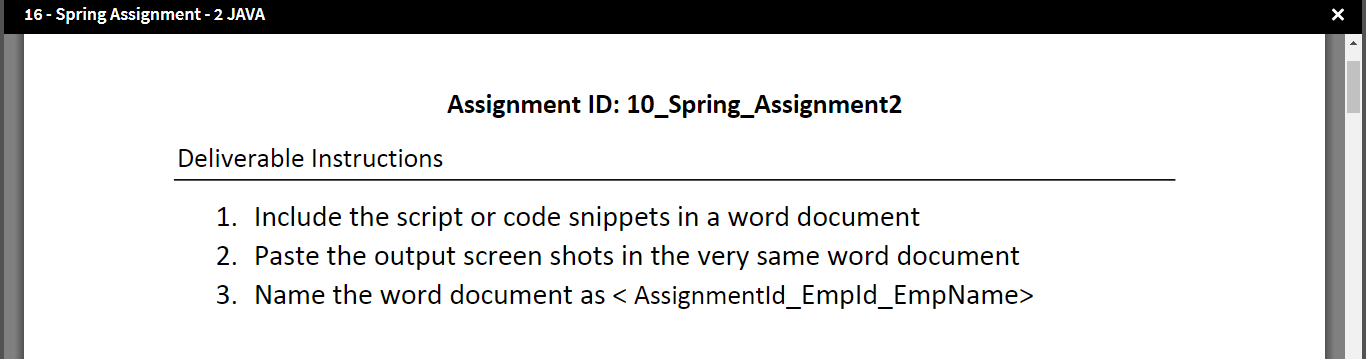 16 - Spring Assignment - 2 JAVA
Assignment ID: 10_Spring_Assignment2
Deliverable Instructions
1. Include the script or code snippets in a word document
2. Paste the output screen shots in the very same word document
3. Name the word document as < AssignmentId_EmpId_EmpName>